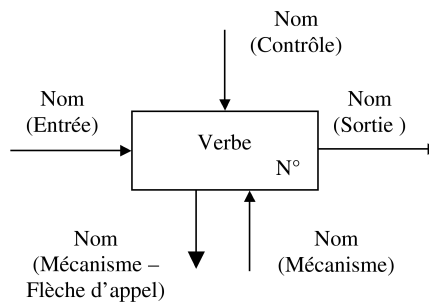 Nom
(Contrôle)
Nom
(Entrée)
Nom
(Sortie )
Verbe
N°
Nom
(Mécanisme –
Flèche d’appel)
Nom
(Mécanisme)